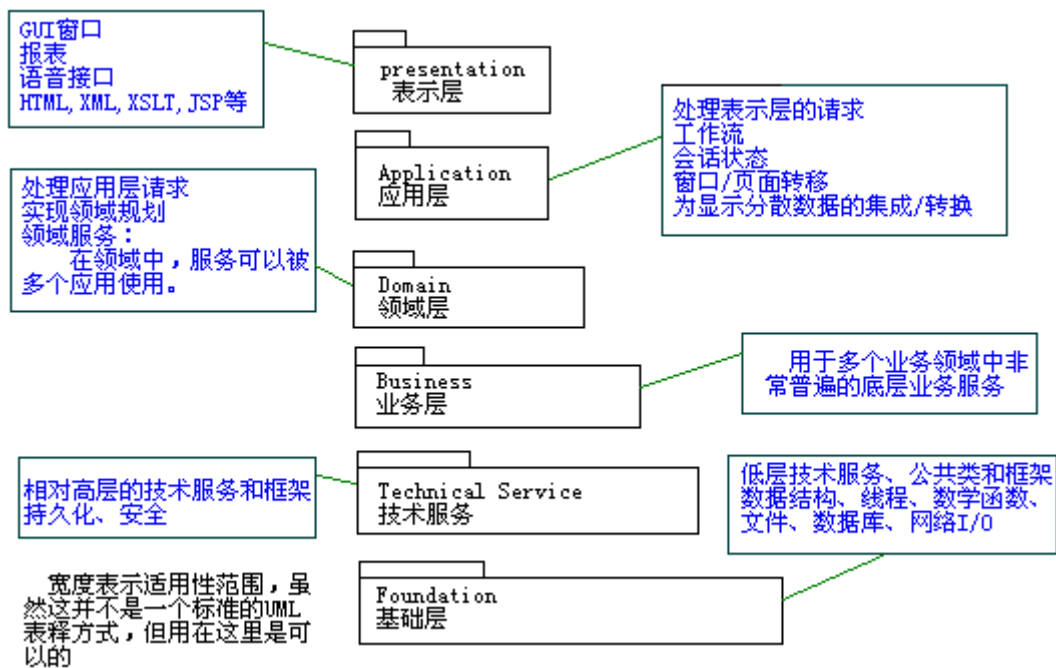 GUI窗口
报表
语音接口
HTML,XML,XSLT,JSP等
presentation
表示层
处理表示层的请求
工作流
会话状态
窗口/页面转移
为显示分散数据的集成/转换
Application
应用层
处理应用层请求
实现领域规划
领域服务：
在领域中，服务可以被
多个应用使用。
Domain
领域层
Business
业务层
用于多个业务领域中非
常普遍的底层业务服务
相对高层的技术服务和框架
持久化、安全
Technical Service
技术服务
低层技术服务、公共类和框架
数据结构、线程、数学函数、
文件、数据库、网络I/O
Foundation
基础层
宽度表示适用性范围，虽
然这并不是一个标准的UML
表释方式，但用在这里是可
以的